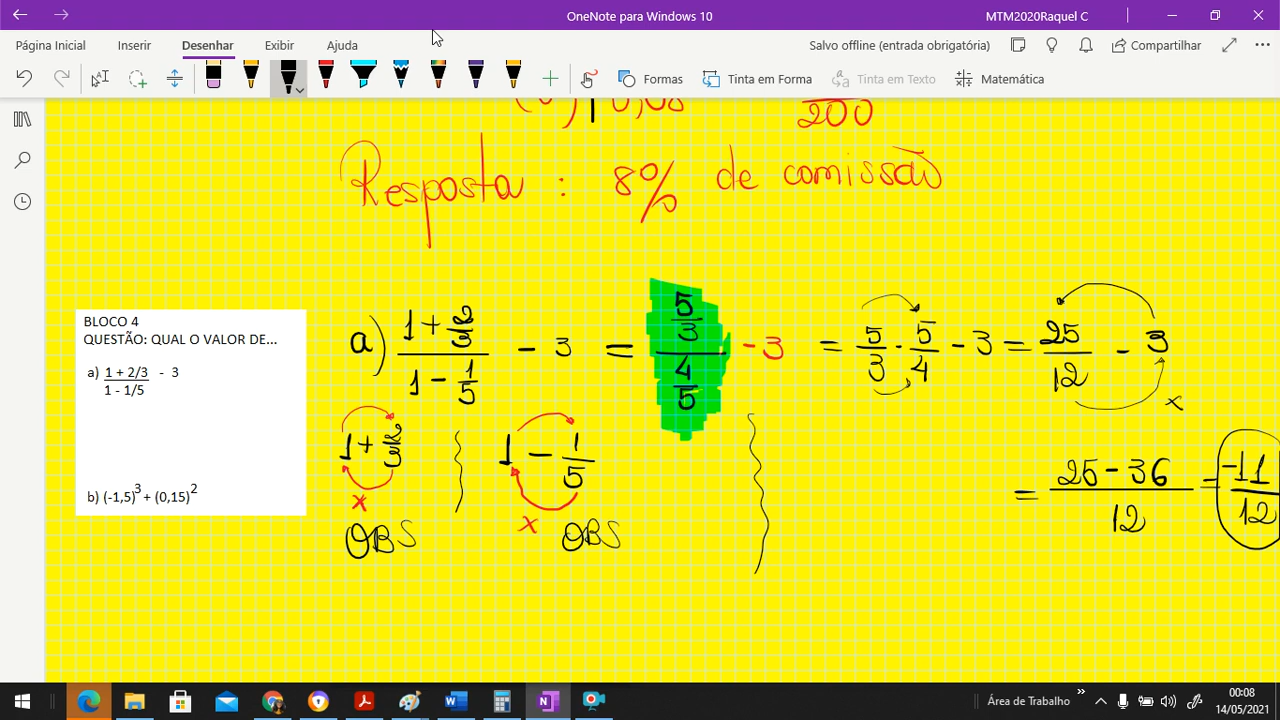 OneNote para Windows 10
MTM2020Raquel C
Página Inicial Inserir Desenhar Exibir Ajuda
Salvo offline (entrada obrigatória) Compartilhar
Formas Tinta em Forma Tinta em Texto Matemática
200
Resposta : 8% de comissão
BLOCO 4
QUESTÃO: QUAL O VALOR DE...
a) 1 + 2/3 - 3
1 - 1/5
b) (-1,5)³ + (0,15)²
a) (1 + 2/3)/(1 - 1/5) - 3 = (5/3)/(4/5) - 3 = 5/3 · 5/4 - 3 = 25/12 - 3
x
1 + 2/3
x
OBS
1 - 1/5
x
OBS
= (25 - 36)/12 = -11/12
Área de Trabalho
00:08
14/05/2021